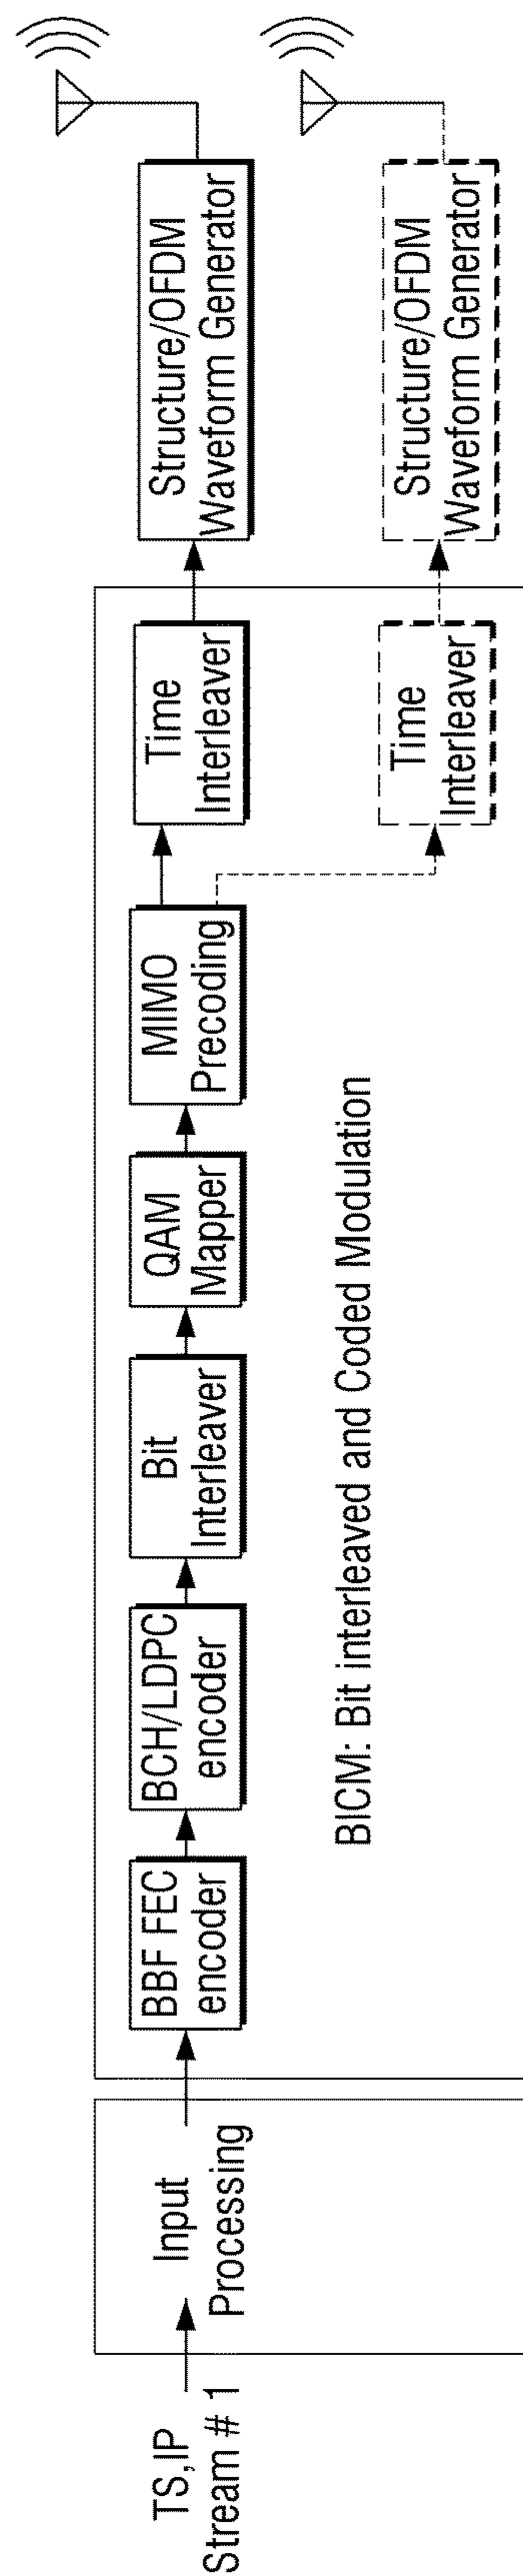 TS,IP
Stream # 1
Input
Processing
BBF FEC
encoder
BCH/LDPC
encoder
Bit
Interleaver
QAM
Mapper
MIMO
Precoding
Time
Interleaver
Structure/OFDM
Waveform Generator
Time
Interleaver
Structure/OFDM
Waveform Generator
BICM: Bit interleaved and Coded Modulation